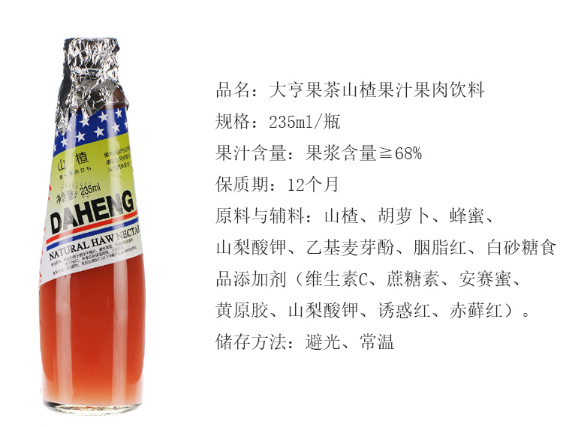 山楂
净含量：235ml
DAHENG
NATURAL HAW NECTAR
品名：大亨果茶山楂果汁果肉饮料
规格：235ml/瓶
果汁含量：果浆含量≧68%
保质期：12个月
原料与辅料：山楂、胡萝卜、蜂蜜、
山梨酸钾、乙基麦芽酚、胭脂红、白砂糖食
品添加剂（维生素C、蔗糖素、安赛蜜、
黄原胶、山梨酸钾、诱惑红、赤藓红）。
储存方法：避光、常温